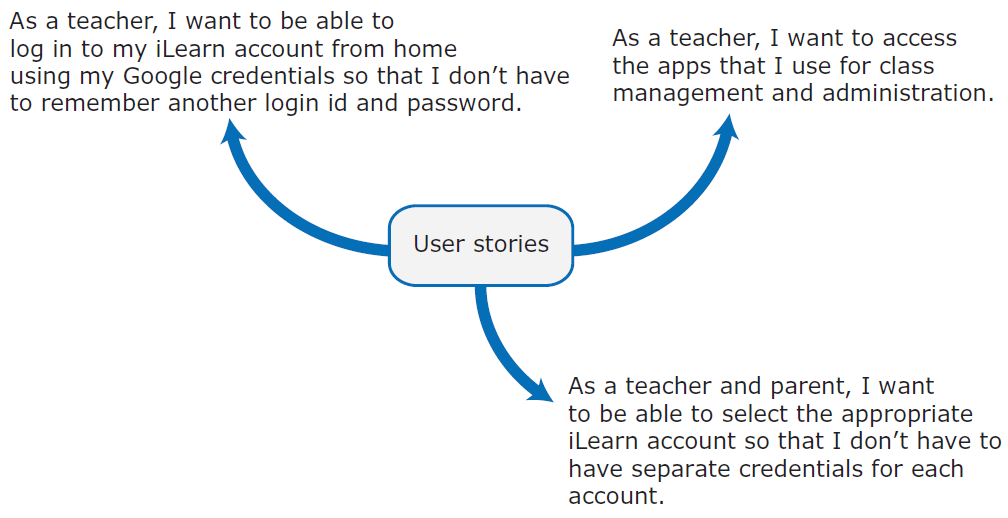 As a teacher, I want to be able to
log in to my iLearn account from home
using my Google credentials so that I don’t have
to remember another login id and password.
As a teacher, I want to access
the apps that I use for class
management and administration.
User stories
As a teacher and parent, I want
to be able to select the appropriate
iLearn account so that I don’t have to
have separate credentials for each
account.